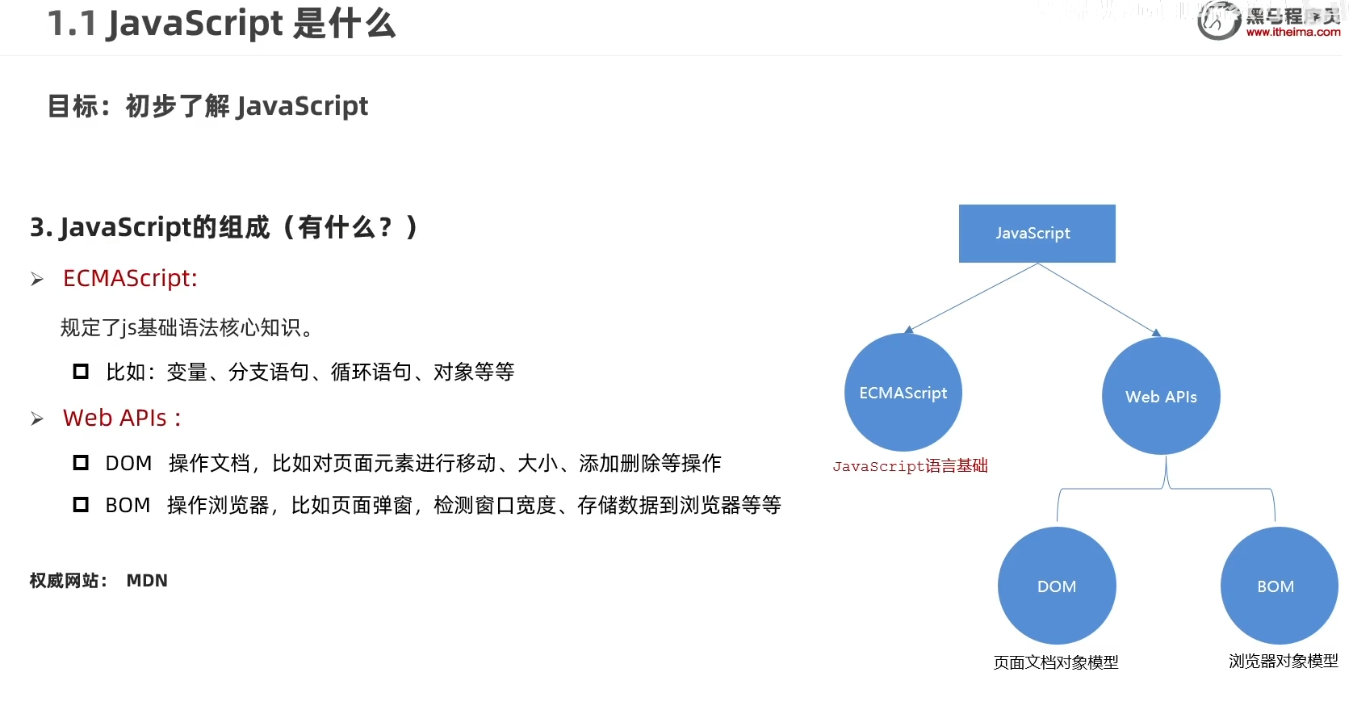 1.1 JavaScript 是什么
黑马程序员
www.itheima.com
目标：初步了解 JavaScript
3. JavaScript的组成（有什么？）
ECMAScript:
规定了js基础语法核心知识。
比如：变量、分支语句、循环语句、对象等等
Web APIs :
DOM 操作文档，比如对页面元素进行移动、大小、添加删除等操作
BOM 操作浏览器，比如页面弹窗，检测窗口宽度、存储数据到浏览器等等
权威网站： MDN
JavaScript
ECMAScript
Web APIs
JavaScript语言基础
DOM
BOM
页面文档对象模型
浏览器对象模型